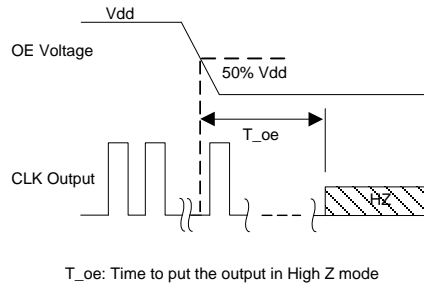 Vdd
OE Voltage
50% Vdd
T_oe
CLK Output
HZ
T_oe: Time to put the output in High Z mode